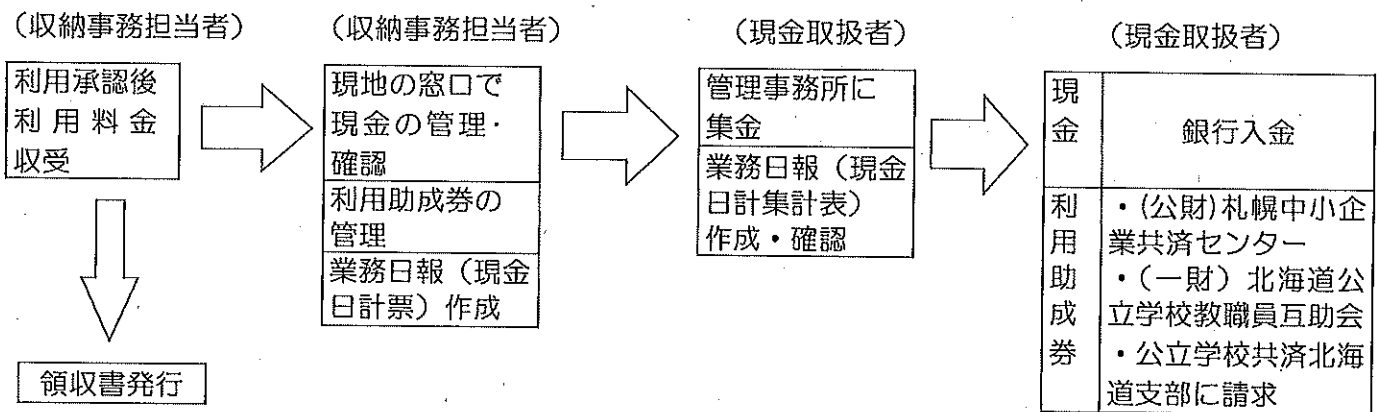 (収納事務担当者)
利用承認後
利用料金
収受
領収書発行
(収納事務担当者)
現地の窓口で
現金の管理・
確認
利用助成券の
管理
業務日報(現金
日計票)作成
(現金取扱者)
管理事務所に
集金
業務日報(現金
日計集計表)
作成・確認
(現金取扱者)
現金
銀行入金
利用助成券
・(公財)札幌中小企
業共済センター
・(一財)北海道公
立学校教職員互助会
・公立学校共済北海
道支部に請求